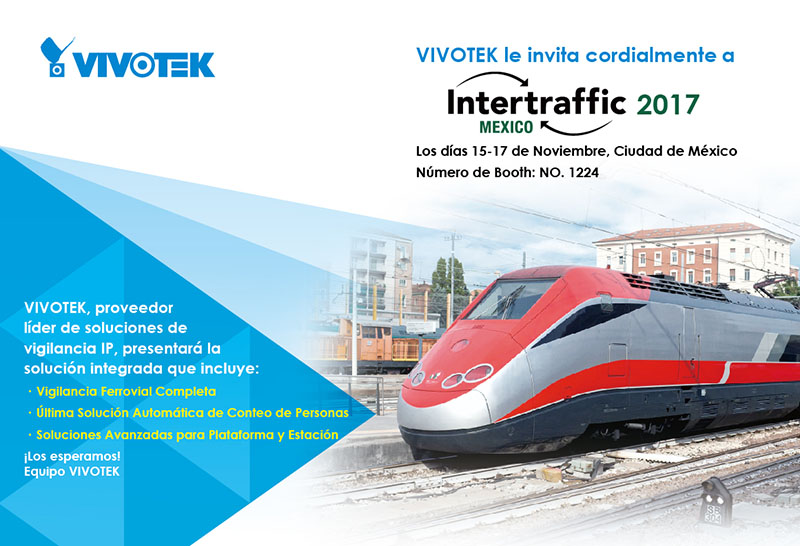 VIVOTEK
VIVOTEK le invita cordialmente a
Intertraffic 2017
MEXICO
Los días 15-17 de Noviembre, Ciudad de México
Número de Booth: NO. 1224
VIVOTEK, proveedor
líder de soluciones de
vigilancia IP, presentará la
solución integrada que incluye:
· Vigilancia Ferrovial Completa
· Última Solución Automática de Conteo de Personas
· Soluciones Avanzadas para Plataforma y Estación
¡Los esperamos!
Equipo VIVOTEK